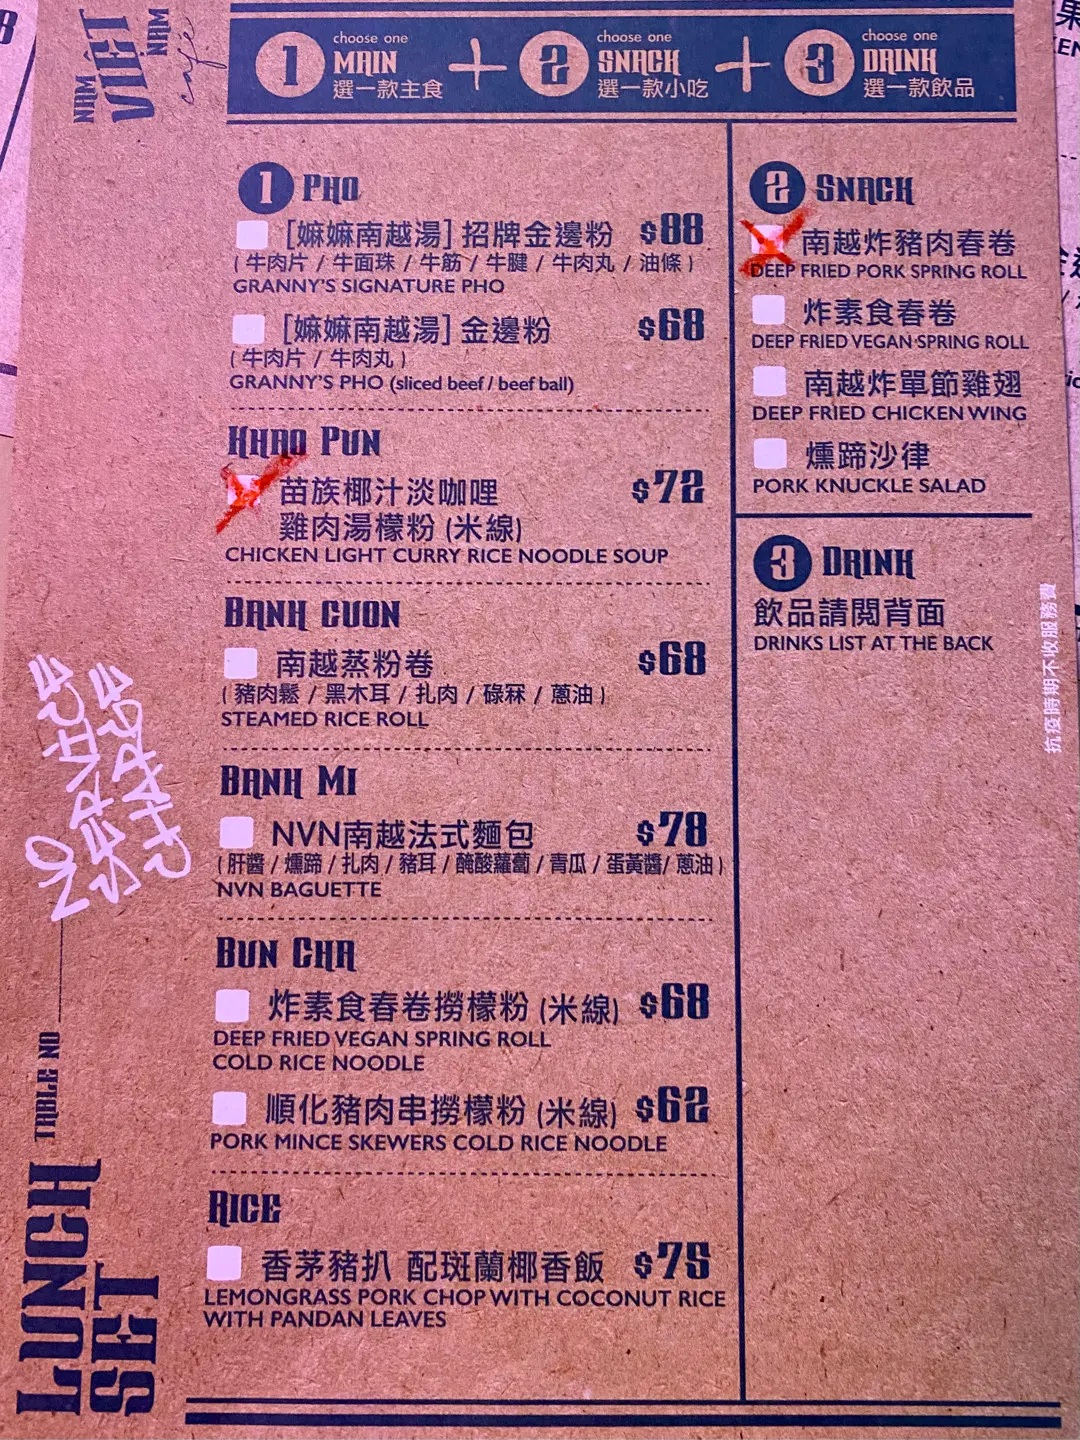 NAM
VIỆT
NAM
café
1
choose one
MAIN
選一款主食
+
2
choose one
SNACK
選一款小吃
+
3
choose one
DRINK
選一款飲品
1 PHO
[嫲嫲南越湯] 招牌金邊粉 $88
( 牛肉片 / 牛面珠 / 牛筋 / 牛腱 / 牛肉丸 / 油條 )
GRANNY'S SIGNATURE PHO
[嫲嫲南越湯] 金邊粉 $68
( 牛肉片 / 牛肉丸 )
GRANNY'S PHO (sliced beef / beef ball)
KHAO PUN
苗族椰汁淡咖哩 $72
雞肉湯檬粉 (米線)
CHICKEN LIGHT CURRY RICE NOODLE SOUP
BANH CUON
南越蒸粉卷 $68
( 豬肉鬆 / 黑木耳 / 扎肉 / 碌冧 / 蔥油 )
STEAMED RICE ROLL
BANH MI
NVN南越法式麵包 $78
( 肝醬 / 燻蹄 / 扎肉 / 豬耳 / 醃酸蘿蔔 / 青瓜 / 蛋黃醬/ 蔥油 )
NVN BAGUETTE
BUN CHA
炸素食春卷撈檬粉 (米線) $68
DEEP FRIED VEGAN SPRING ROLL
COLD RICE NOODLE
順化豬肉串撈檬粉 (米線) $62
PORK MINCE SKEWERS COLD RICE NOODLE
RICE
香茅豬扒 配斑蘭椰香飯 $75
LEMONGRASS PORK CHOP WITH COCONUT RICE
WITH PANDAN LEAVES
2 SNACK
南越炸豬肉春卷
DEEP FRIED PORK SPRING ROLL
炸素食春卷
DEEP FRIED VEGAN SPRING ROLL
南越炸單節雞翅
DEEP FRIED CHICKEN WING
燻蹄沙律
PORK KNUCKLE SALAD
3 DRINK
飲品請閱背面
DRINKS LIST AT THE BACK
抗疫時期不收服務費
NO
SERVICE
CHARGE
TABLE NO
LUNCH
SET